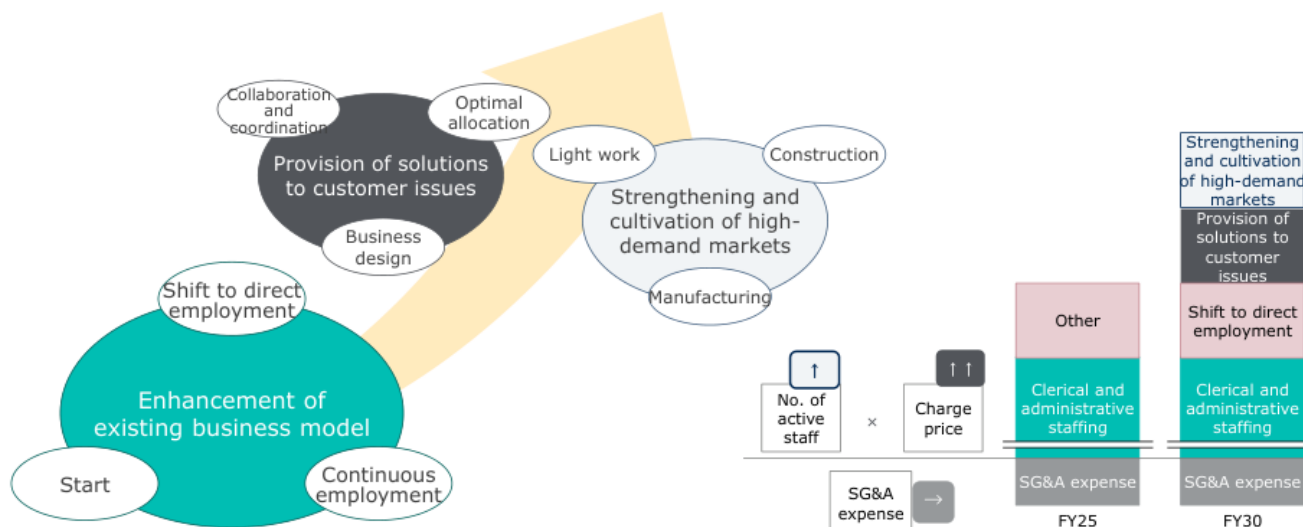 Collaboration
and
coordination
Optimal
allocation
Provision of solutions
to customer issues
Business
design
Light work
Construction
Strengthening and
cultivation of high-
demand markets
Manufacturing
Shift to direct
employment
Enhancement of
existing business model
Start
Continuous
employment
↑
No. of
active
staff
×
↑ ↑
Charge
price
SG&A
expense
→
Other
Clerical and
administrative
staffing
SG&A expense
FY25
Strengthening
and cultivation
of high-demand
markets
Provision of
solutions to
customer
issues
Shift to direct
employment
Clerical and
administrative
staffing
SG&A expense
FY30